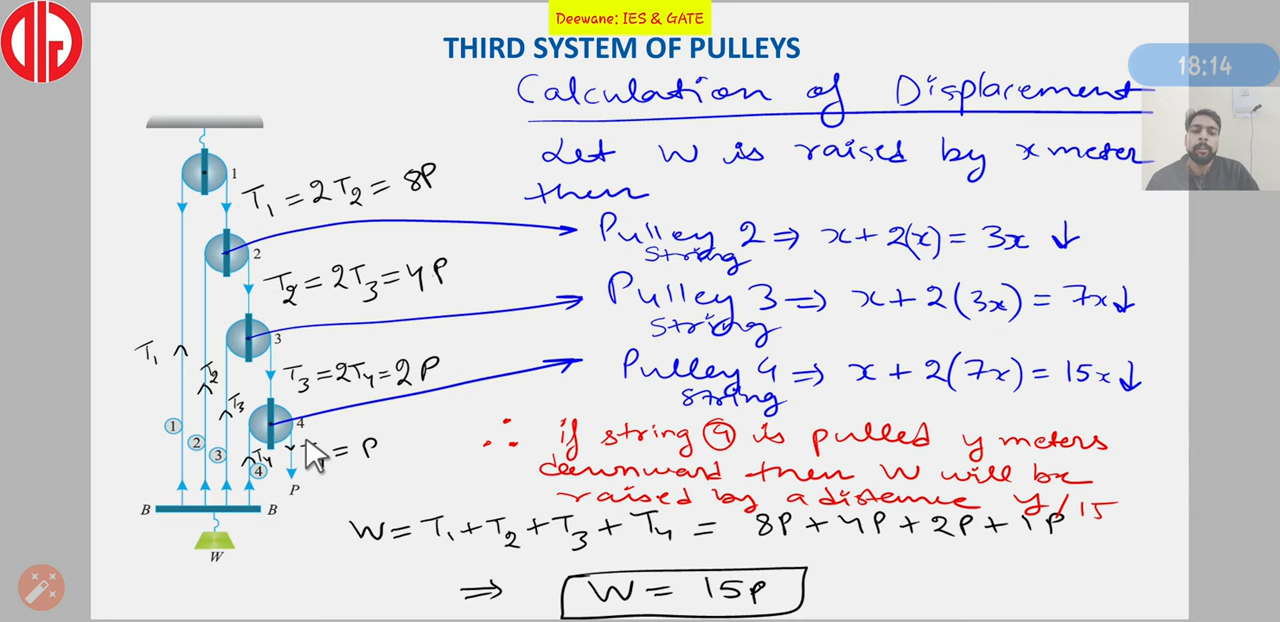 Deewane: IES & GATE
THIRD SYSTEM OF PULLEYS
18:14
Calculation of Displacement
Let W is raised by x meter
then
1
T₁ = 2T₂ = 8P
Pulley 2 ⇒ x + 2(x) = 3x ↓
string
2
T₂ = 2T₃ = 4P
Pulley 3 ⇒ x + 2(3x) = 7x ↓
string
3
T₃ = 2T₄ = 2P
Pulley 4 ⇒ x + 2(7x) = 15x ↓
string
T₁
T₂
T₃
T₄
4
= P
1
2
3
4
P
∴ if string 4 is pulled y meters
downward then W will be
raised by a distance y/15
B
B
W
W = T₁ + T₂ + T₃ + T₄ = 8P + 4P + 2P + 1P
⇒ W = 15P